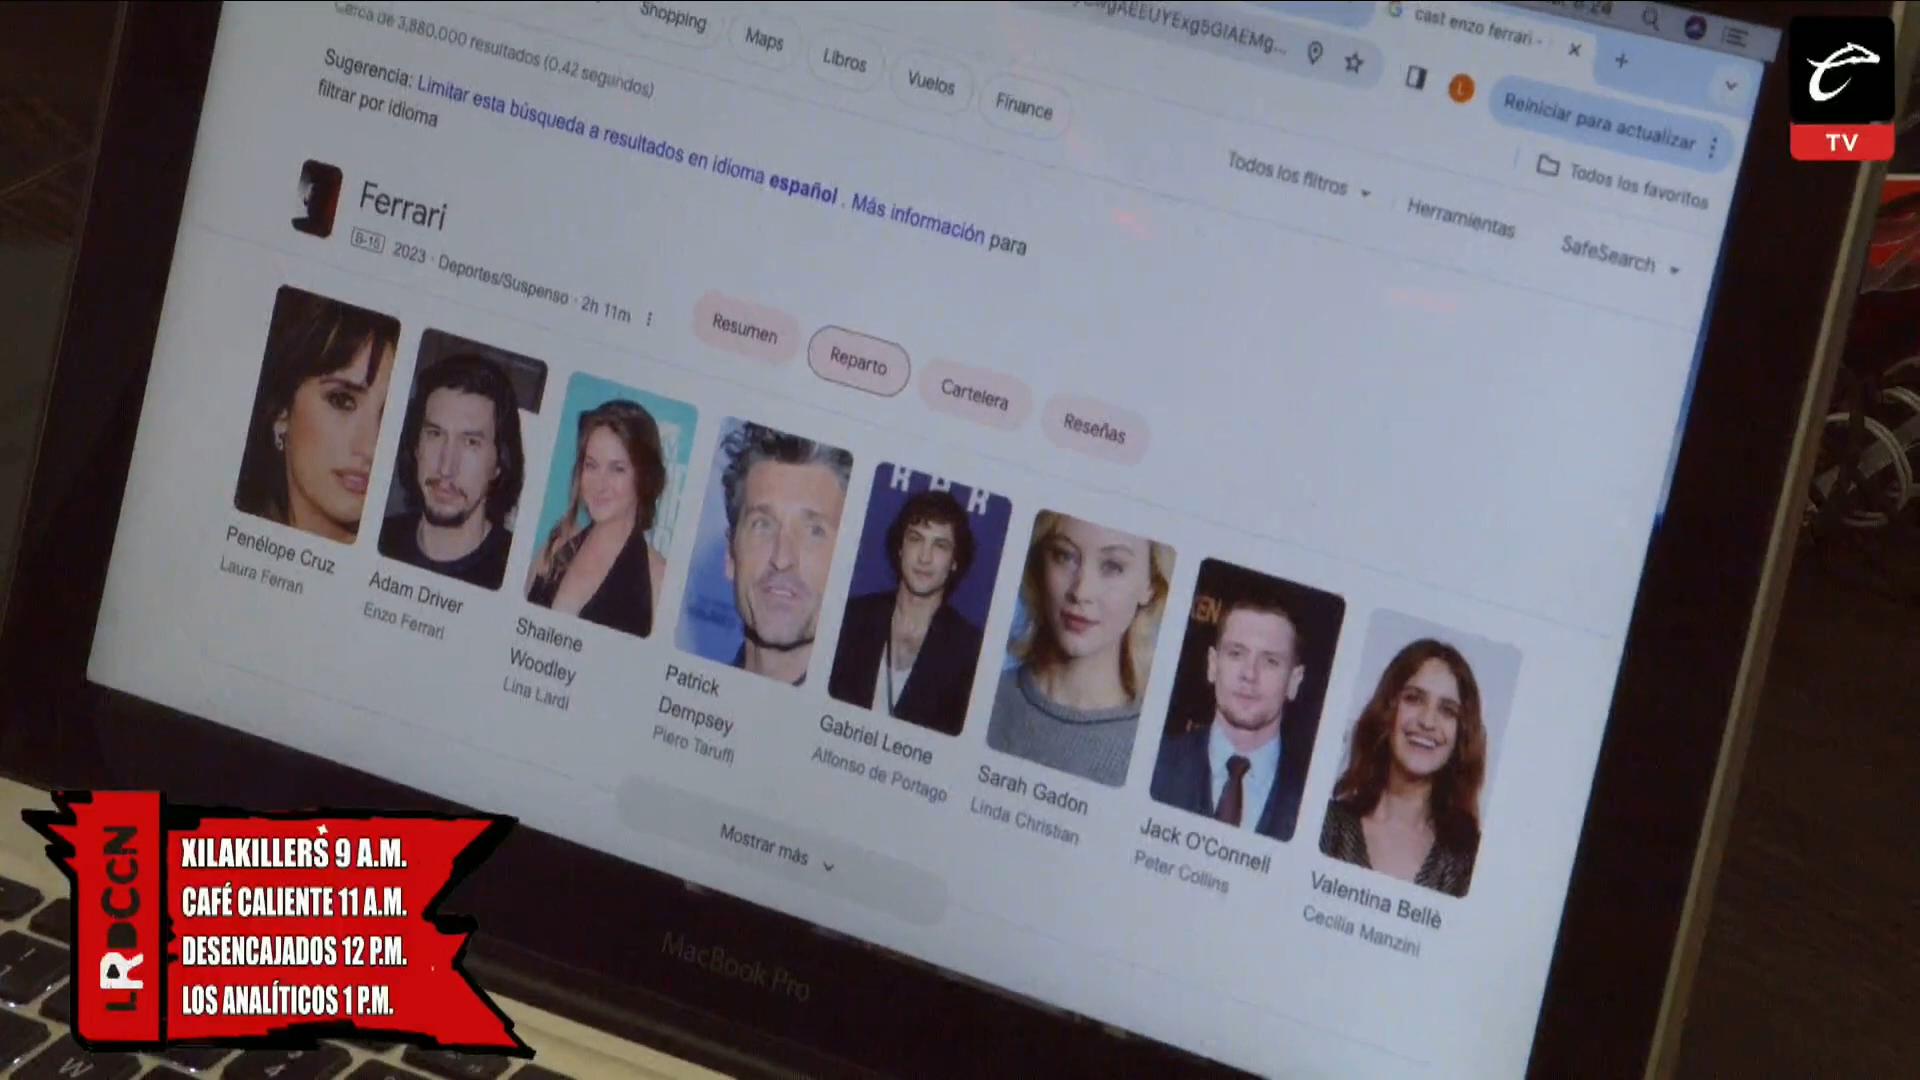 Shopping
Maps
Libros
Vuelos
Finance
Cerca de 3,880,000 resultados (0.42 segundos)
Sugerencia: Limitar esta búsqueda a resultados en idioma español . Más información para
filtrar por idioma
cast enzo ferrari -
Reiniciar para actualizar
Todos los favoritos
Todos los filtros
Herramientas
SafeSearch
TV
Ferrari
B-15 2023 · Deportes/Suspenso · 2h 11m
Resumen
Reparto
Cartelera
Reseñas
Penélope Cruz
Laura Ferrari
Adam Driver
Enzo Ferrari
Shailene
Woodley
Lina Lardi
Patrick
Dempsey
Piero Taruffi
Gabriel Leone
Alfonso de Portago
Sarah Gadon
Linda Christian
Jack O'Connell
Peter Collins
Valentina Bellè
Cecilia Manzini
Mostrar más
MacBook Pro
LRDCCN
XILAKILLERS 9 A.M.
CAFÉ CALIENTE 11 A.M.
DESENCAJADOS 12 P.M.
LOS ANALÍTICOS 1 P.M.